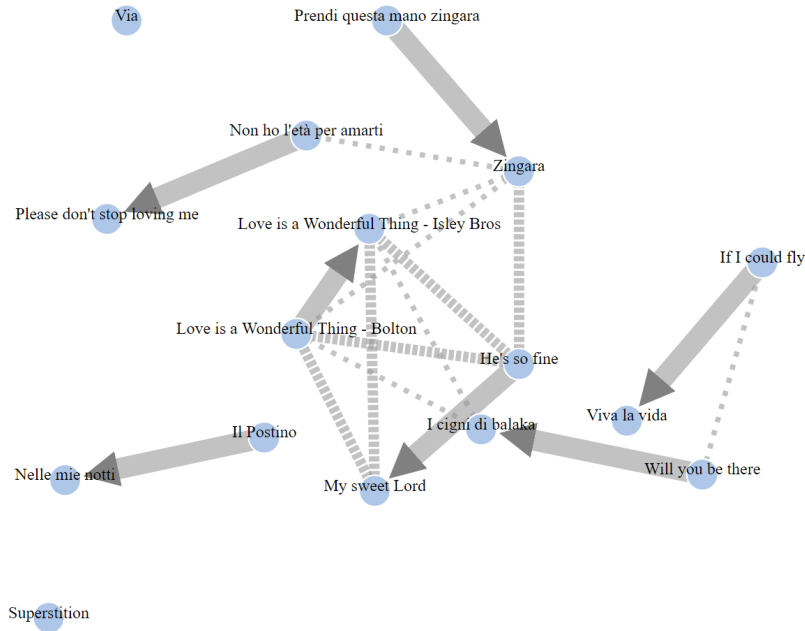 Via
Prendi questa mano zingara
Non ho l'età per amarti
Zingara
Please don't stop loving me
Love is a Wonderful Thing - Isley Bros
If I could fly
Love is a Wonderful Thing - Bolton
He's so fine
Viva la vida
I cigni di balaka
Il Postino
Will you be there
Nelle mie notti
My sweet Lord
Superstition